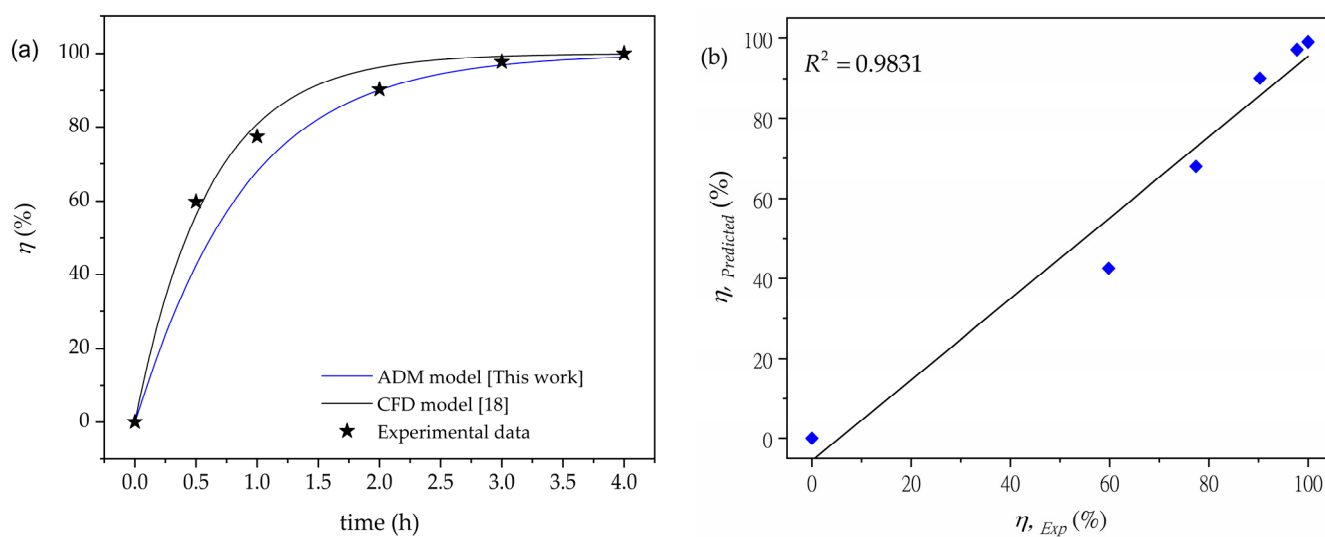 (a)
100
80
60
40
20
0
η (%)
ADM model [This work]
CFD model [18]
Experimental data
0.0 0.5 1.0 1.5 2.0 2.5 3.0 3.5 4.0
time (h)
(b)
R² = 0.9831
100
80
60
40
20
0
η, Predicted (%)
0 20 40 60 80 100
η, Exp (%)